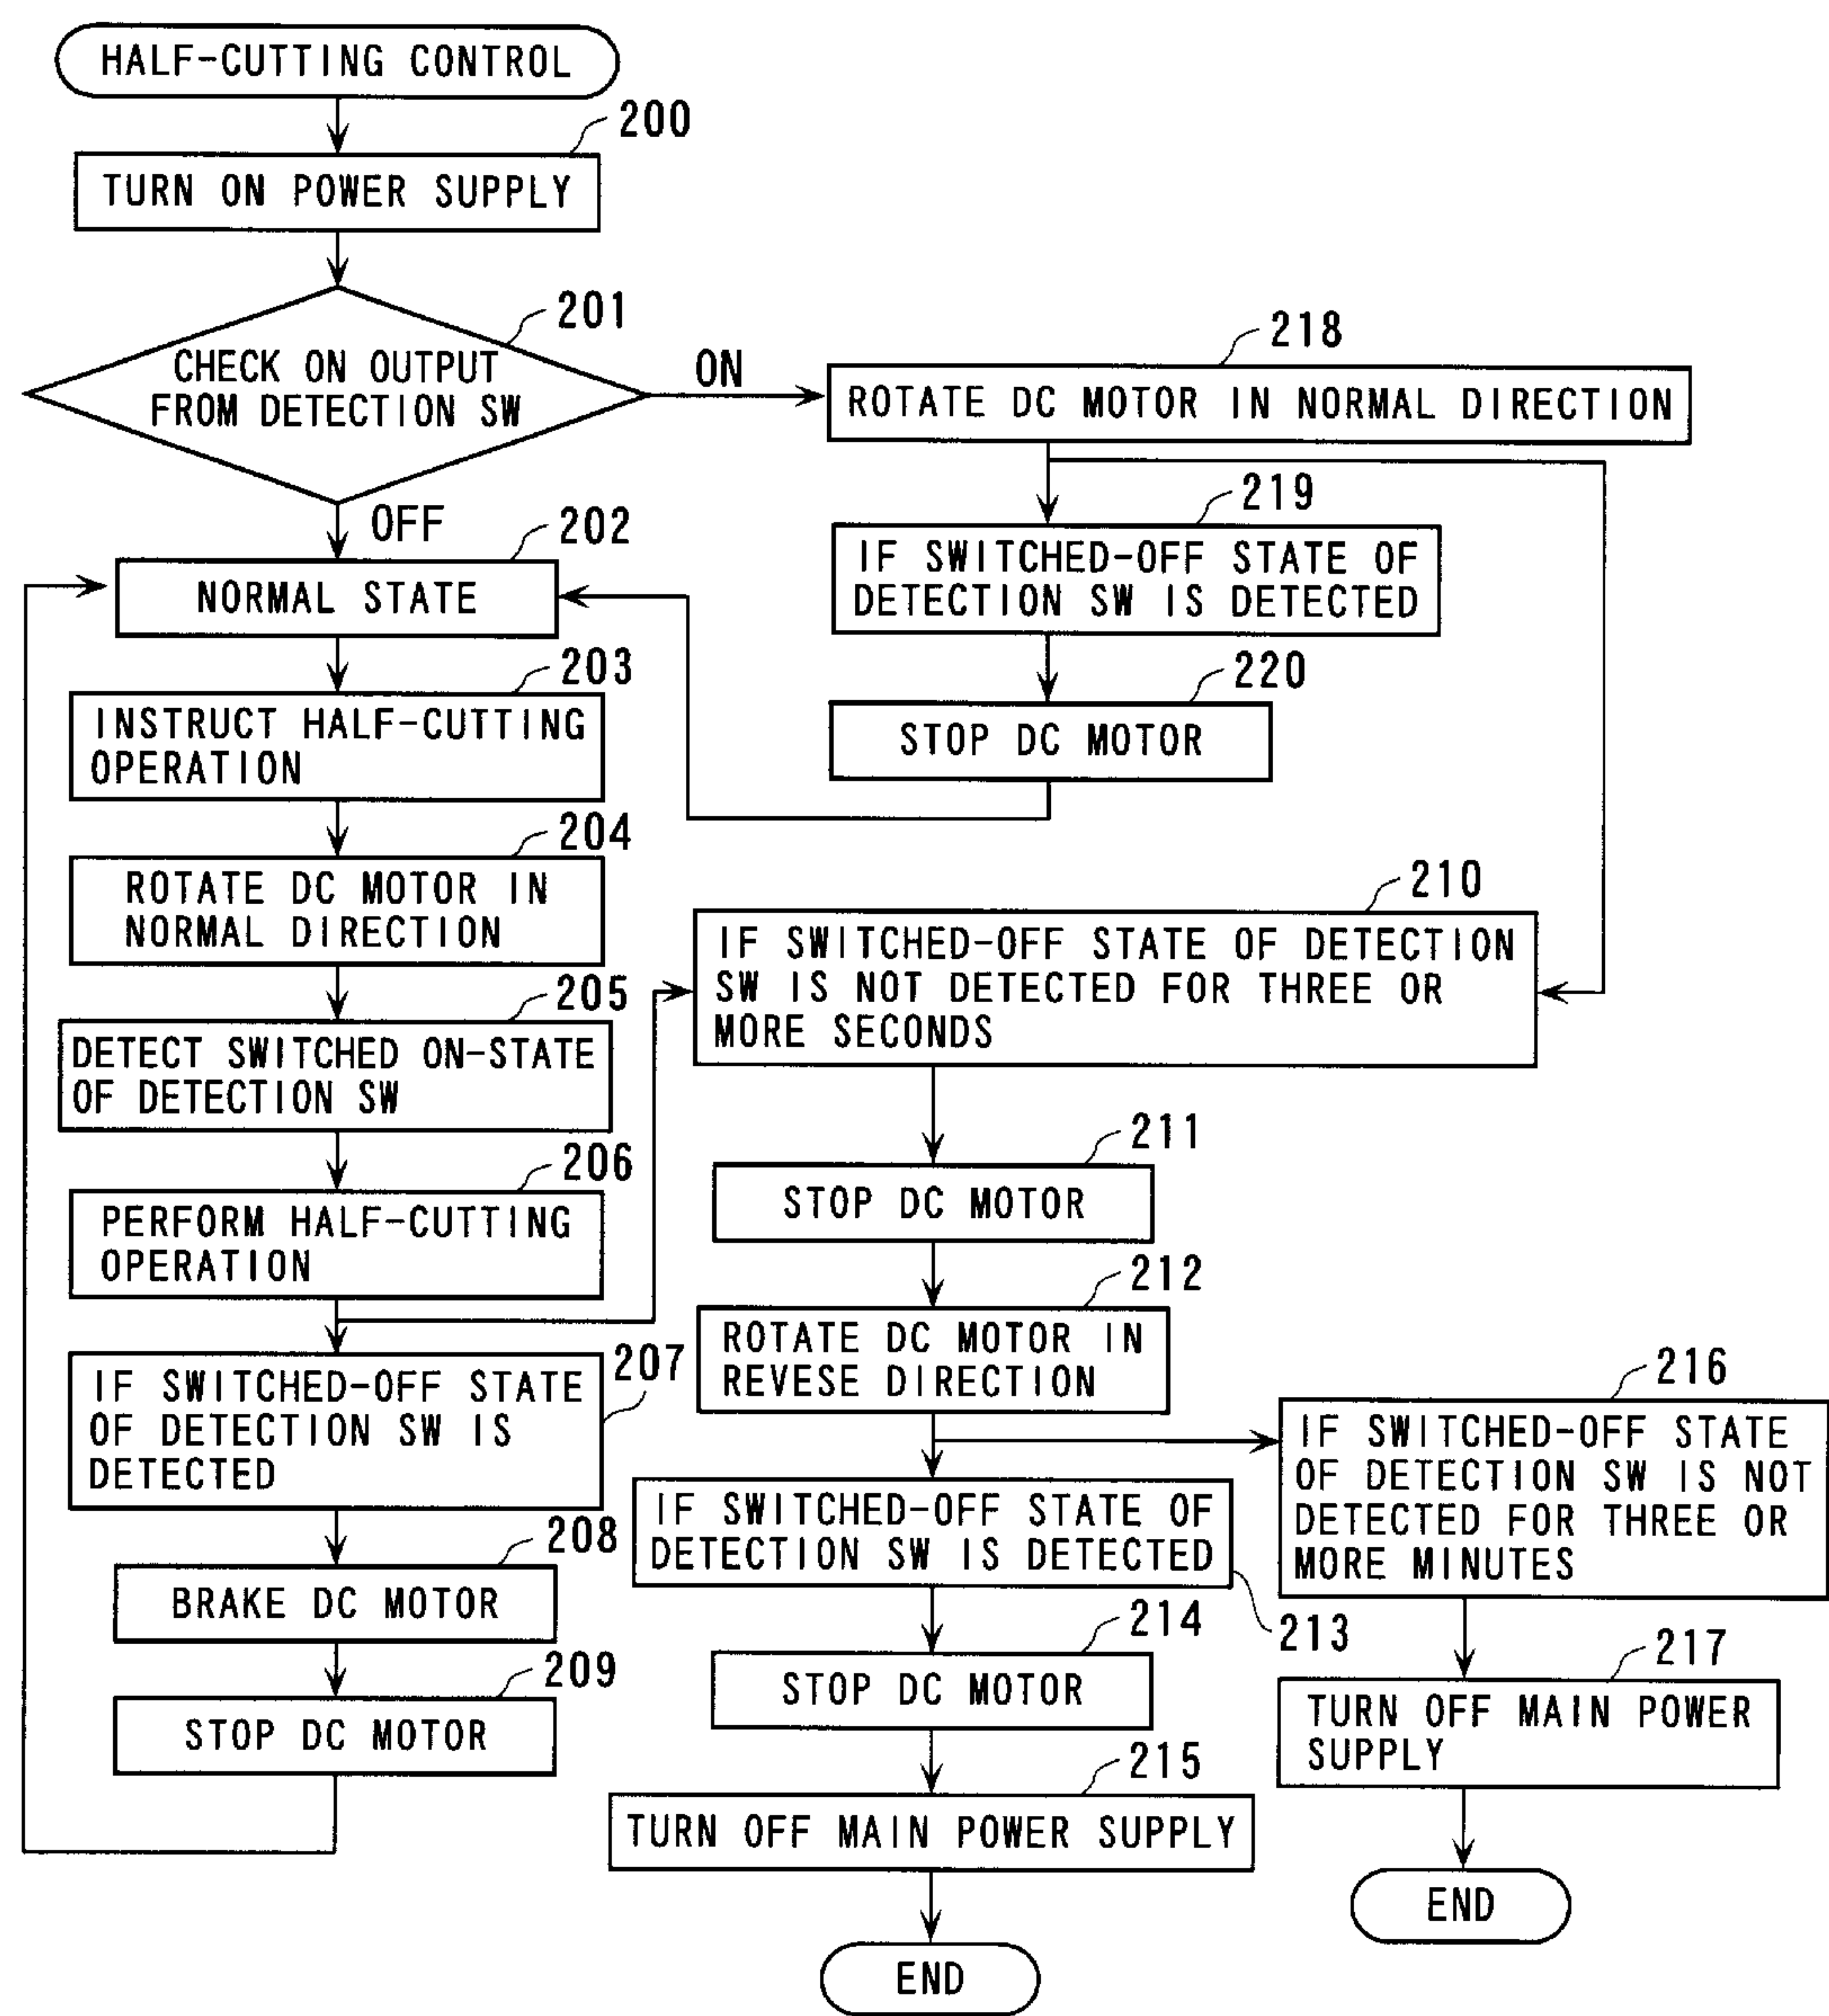 HALF-CUTTING CONTROL
200
TURN ON POWER SUPPLY
201
CHECK ON OUTPUT
FROM DETECTION SW
ON
OFF
218
ROTATE DC MOTOR IN NORMAL DIRECTION
219
IF SWITCHED-OFF STATE OF
DETECTION SW IS DETECTED
220
STOP DC MOTOR
202
NORMAL STATE
203
INSTRUCT HALF-CUTTING
OPERATION
204
ROTATE DC MOTOR IN
NORMAL DIRECTION
205
DETECT SWITCHED ON-STATE
OF DETECTION SW
206
PERFORM HALF-CUTTING
OPERATION
207
IF SWITCHED-OFF STATE
OF DETECTION SW IS
DETECTED
208
BRAKE DC MOTOR
209
STOP DC MOTOR
210
IF SWITCHED-OFF STATE OF DETECTION
SW IS NOT DETECTED FOR THREE OR
MORE SECONDS
211
STOP DC MOTOR
212
ROTATE DC MOTOR IN
REVESE DIRECTION
IF SWITCHED-OFF STATE OF
DETECTION SW IS DETECTED
213
214
STOP DC MOTOR
215
TURN OFF MAIN POWER SUPPLY
END
216
IF SWITCHED-OFF STATE
OF DETECTION SW IS NOT
DETECTED FOR THREE OR
MORE MINUTES
217
TURN OFF MAIN POWER
SUPPLY
END